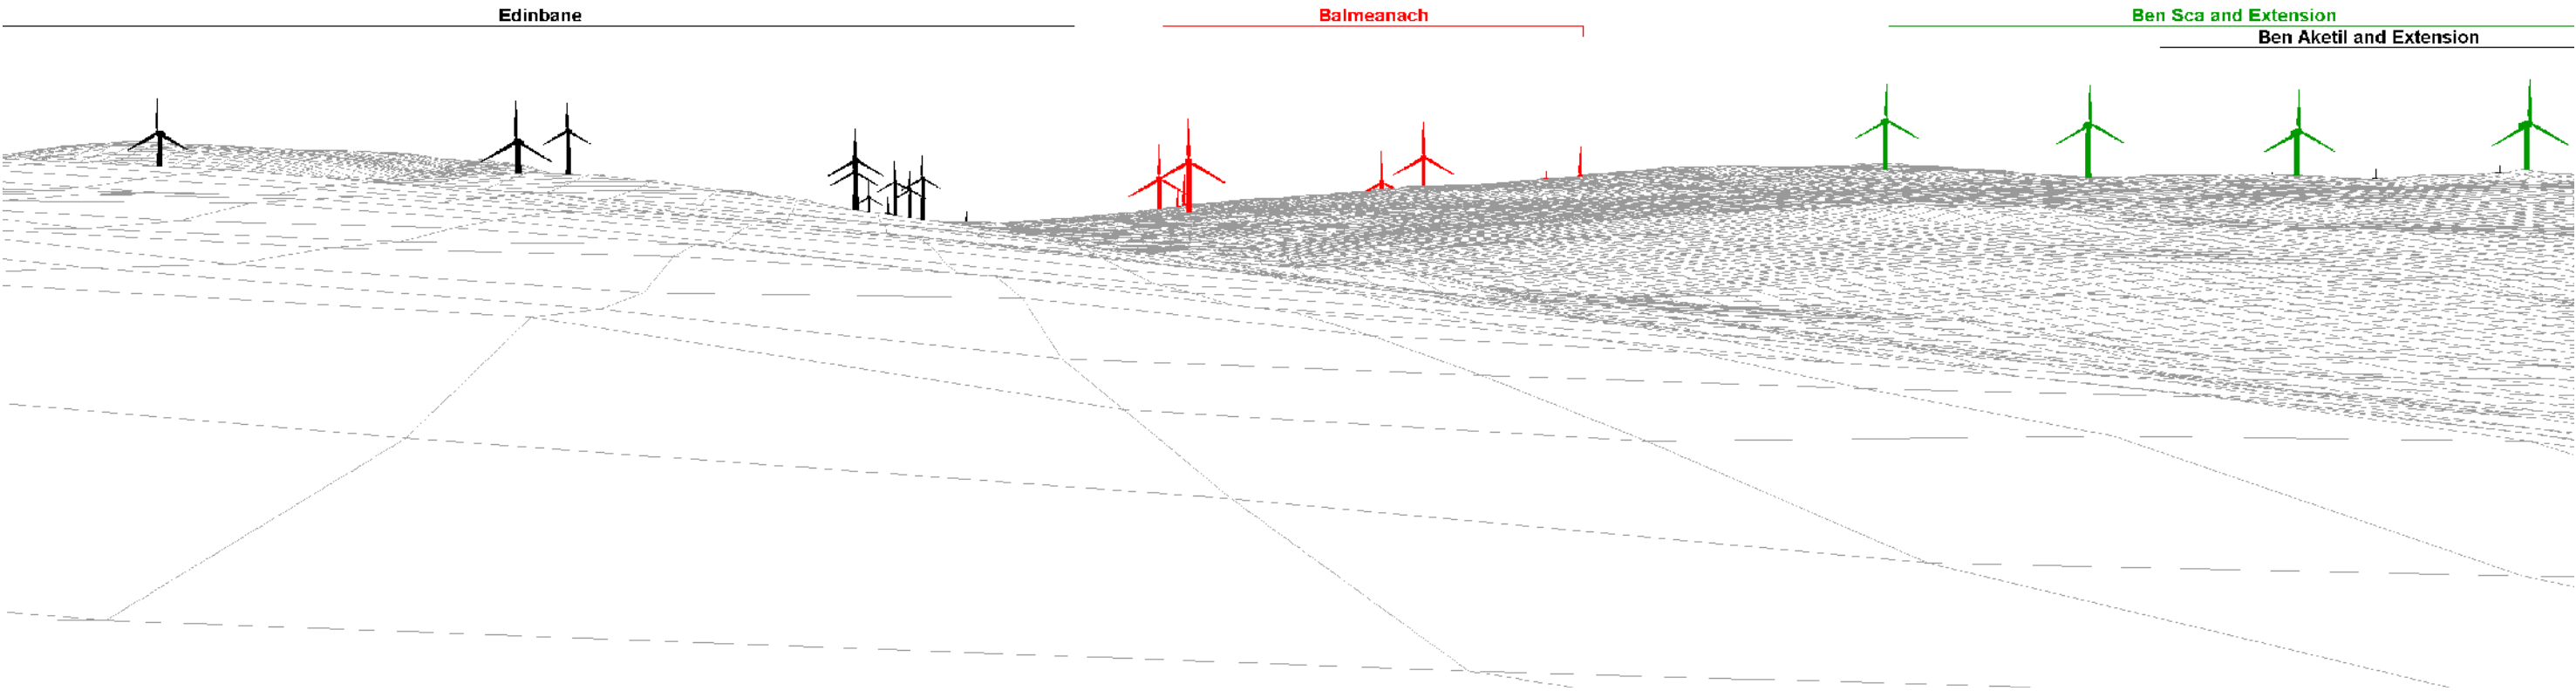 Edinbane
Balmeanach
Ben Sca and Extension
Ben Aketil and Extension